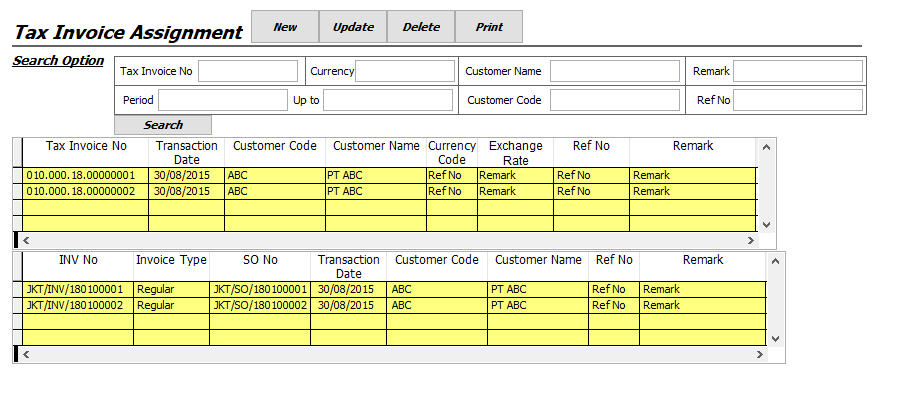 Tax Invoice Assignment New Update Delete Print
Search Option
Tax Invoice No Currency Customer Name Remark
Period Up to Customer Code Ref No
Search
Tax Invoice No Transaction Date Customer Code Customer Name Currency Code Exchange Rate Ref No Remark
010.000.18.00000001 30/08/2015 ABC PT ABC Ref No Remark Ref No Remark
010.000.18.00000002 30/08/2015 ABC PT ABC Ref No Remark Ref No Remark
INV No Invoice Type SO No Transaction Date Customer Code Customer Name Ref No Remark
JKT/INV/180100001 Regular JKT/SO/180100001 30/08/2015 ABC PT ABC Ref No Remark
JKT/INV/180100002 Regular JKT/SO/180100002 30/08/2015 ABC PT ABC Ref No Remark